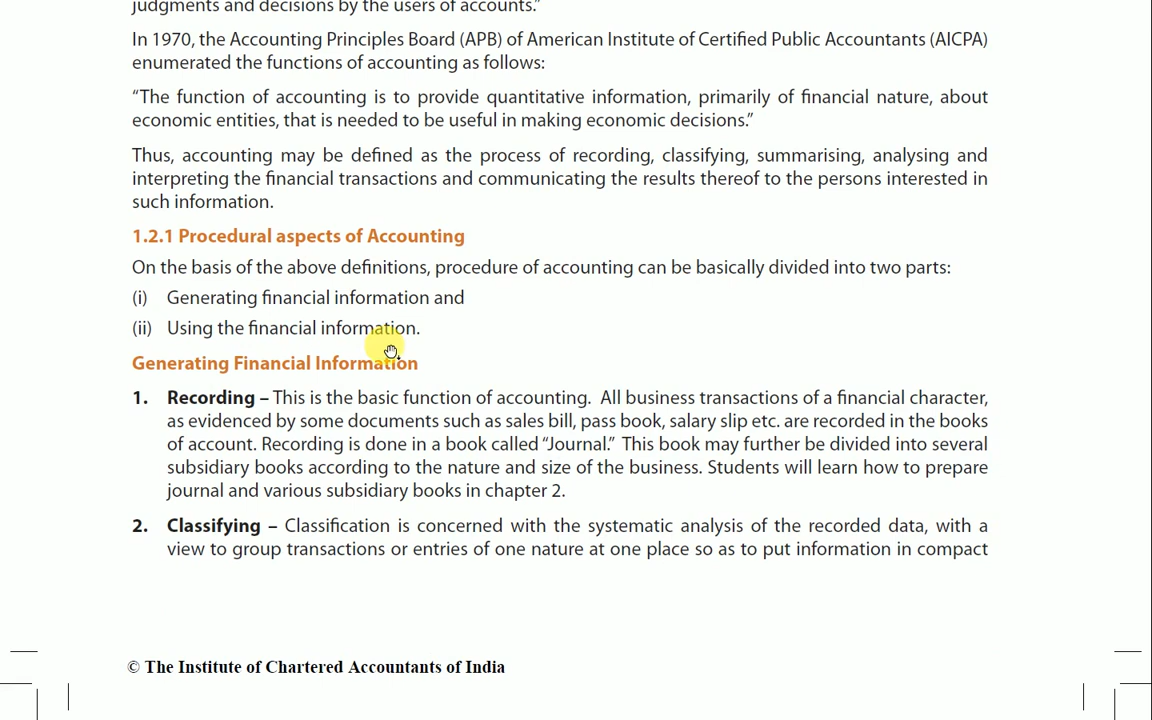 judgments and decisions by the users of accounts.”
In 1970, the Accounting Principles Board (APB) of American Institute of Certified Public Accountants (AICPA)
enumerated the functions of accounting as follows:
“The function of accounting is to provide quantitative information, primarily of financial nature, about
economic entities, that is needed to be useful in making economic decisions.”
Thus, accounting may be defined as the process of recording, classifying, summarising, analysing and
interpreting the financial transactions and communicating the results thereof to the persons interested in
such information.
1.2.1 Procedural aspects of Accounting
On the basis of the above definitions, procedure of accounting can be basically divided into two parts:
(i) Generating financial information and
(ii) Using the financial information.
Generating Financial Information
1. Recording – This is the basic function of accounting. All business transactions of a financial character,
as evidenced by some documents such as sales bill, pass book, salary slip etc. are recorded in the books
of account. Recording is done in a book called “Journal.” This book may further be divided into several
subsidiary books according to the nature and size of the business. Students will learn how to prepare
journal and various subsidiary books in chapter 2.
2. Classifying – Classification is concerned with the systematic analysis of the recorded data, with a
view to group transactions or entries of one nature at one place so as to put information in compact
© The Institute of Chartered Accountants of India